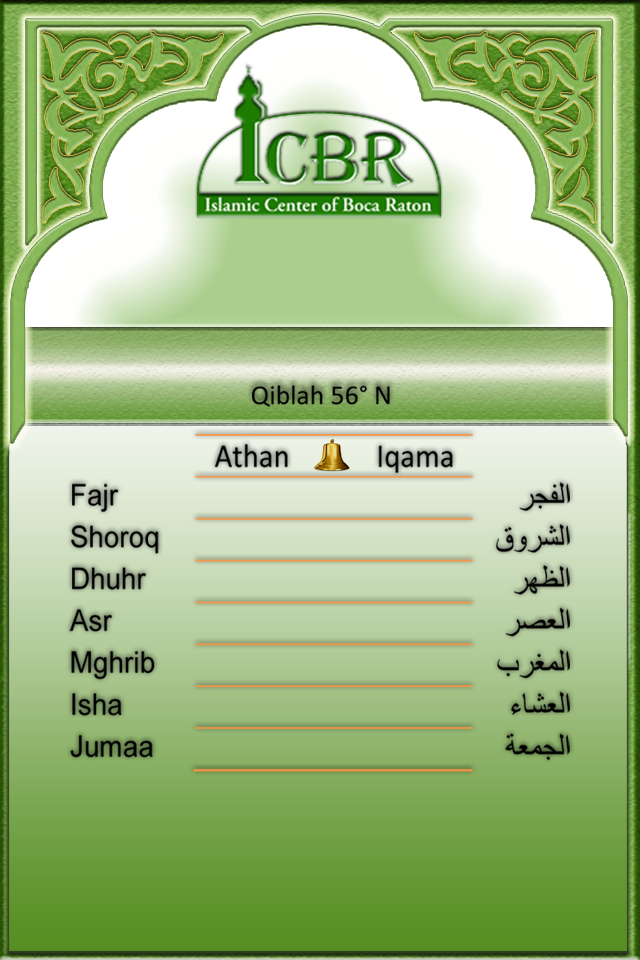 ICBR
Islamic Center of Boca Raton
Qiblah 56° N
Athan Iqama
Fajr الفجر
Shoroq الشروق
Dhuhr الظهر
Asr العصر
Mghrib المغرب
Isha العشاء
Jumaa الجمعة